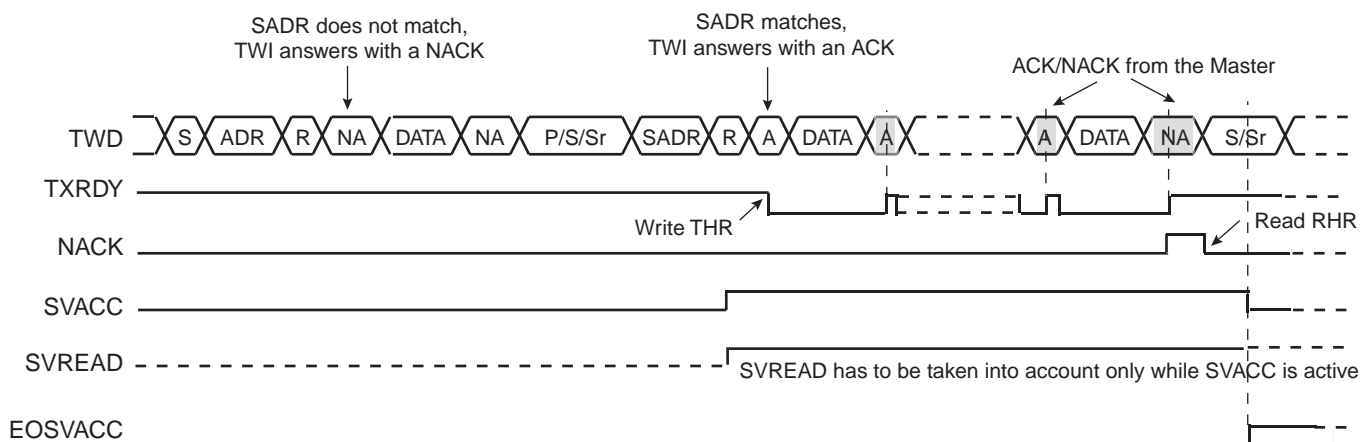 SADR does not match,
TWI answers with a NACK
SADR matches,
TWI answers with an ACK
ACK/NACK from the Master
TWD S ADR R NA DATA NA P/S/Sr SADR R A DATA A A DATA NA S/Sr
TXRDY
Write THR
Read RHR
NACK
SVACC
SVREAD
SVREAD has to be taken into account only while SVACC is active
EOSVACC